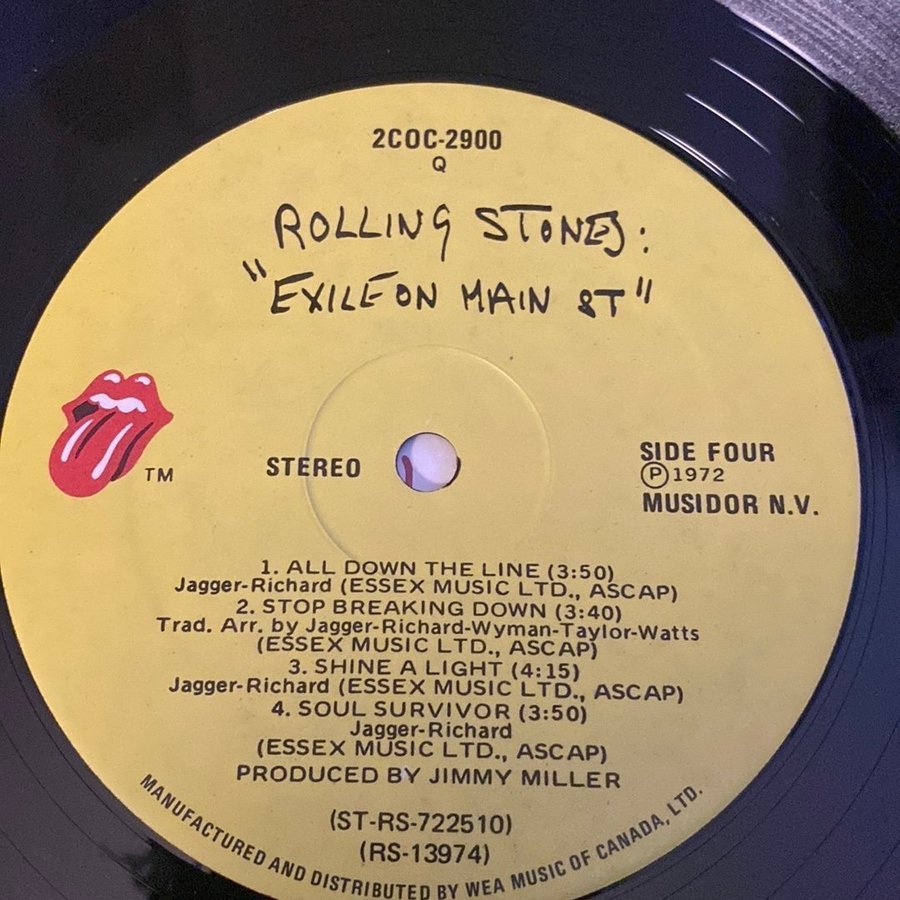 2COC-2900
Q
ROLLING STONES:
"EXILE ON MAIN ST"
TM
STEREO
SIDE FOUR
Ⓟ1972
MUSIDOR N.V.
1. ALL DOWN THE LINE (3:50)
Jagger-Richard (ESSEX MUSIC LTD., ASCAP)
2. STOP BREAKING DOWN (3:40)
Trad. Arr. by Jagger-Richard-Wyman-Taylor-Watts
(ESSEX MUSIC LTD., ASCAP)
3. SHINE A LIGHT (4:15)
Jagger-Richard (ESSEX MUSIC LTD., ASCAP)
4. SOUL SURVIVOR (3:50)
Jagger-Richard
(ESSEX MUSIC LTD., ASCAP)
PRODUCED BY JIMMY MILLER
(ST-RS-722510)
(RS-13974)
MANUFACTURED AND DISTRIBUTED BY WEA MUSIC OF CANADA, LTD.